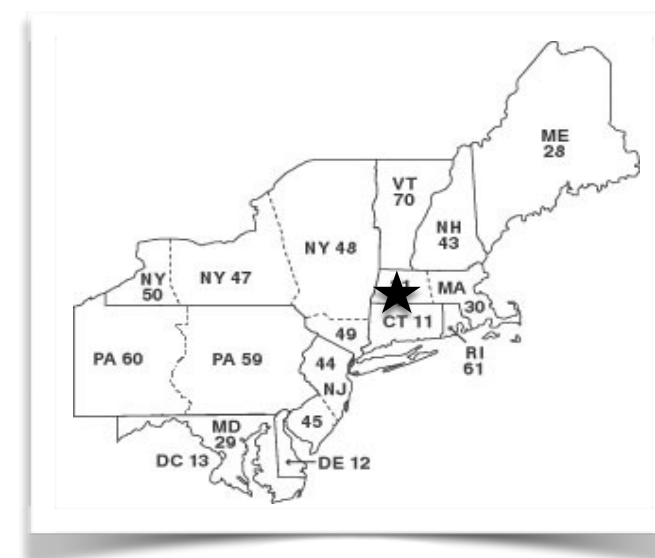 ME
28
VT
70
NH
43
NY 48
NY 47
NY
50
MA
30
CT 11
RI
61
49
PA 60
PA 59
44
NJ
45
MD
29
DC 13
DE 12